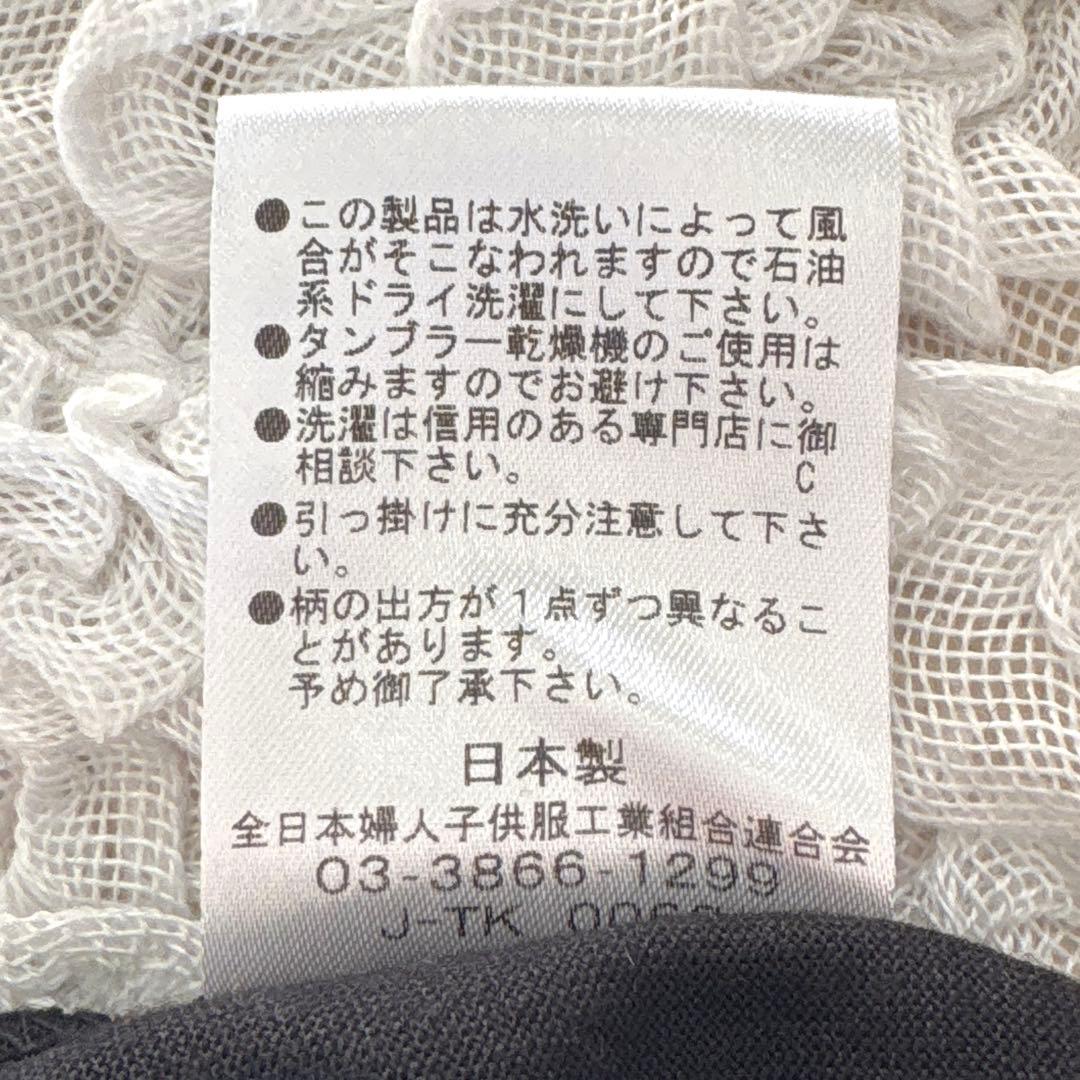 ●この製品は水洗いによって風
合がそこなわれますので石油
系ドライ洗濯にして下さい。
●タンブラー乾燥機のご使用は
縮みますのでお避け下さい。
●洗濯は信用のある専門店に御
相談下さい。 C
●引っ掛けに充分注意して下さ
い。
●柄の出方が1点ずつ異なるこ
とがあります。
予め御了承下さい。
日本製
全日本婦人子供服工業組合連合会
03-3866-1299
J-TK